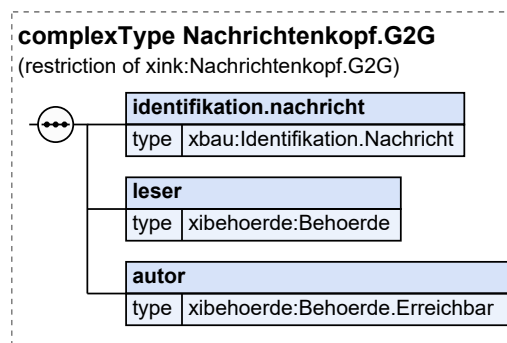 complexType Nachrichtenkopf.G2G
(restriction of xink:Nachrichtenkopf.G2G)
identifikation.nachricht
type xbau:Identifikation.Nachricht
leser
type xibehoerde:Behoerde
autor
type xibehoerde:Behoerde.Erreichbar